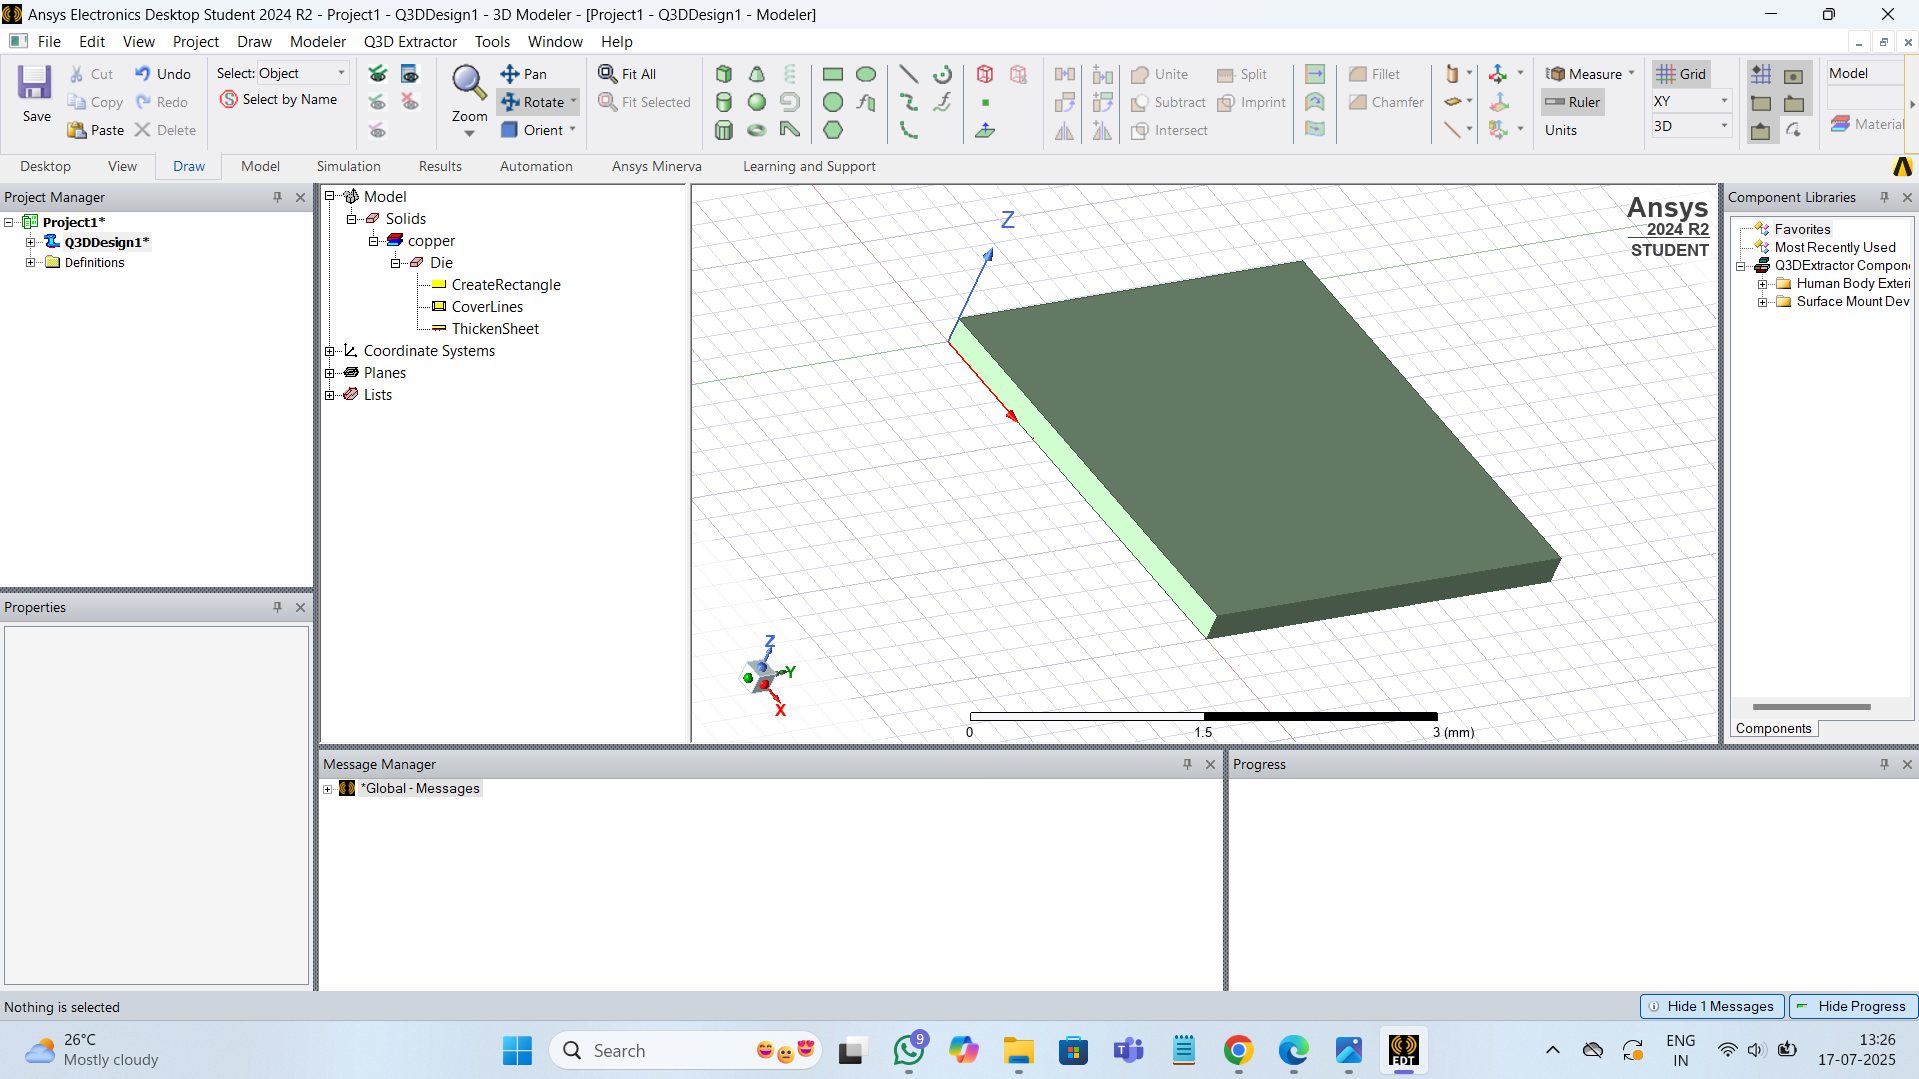 Ansys Electronics Desktop Student 2024 R2 - Project1 - Q3DDesign1 - 3D Modeler - [Project1 - Q3DDesign1 - Modeler]
File Edit View Project Draw Modeler Q3D Extractor Tools Window Help
Save
Cut
Copy
Paste
Undo
Redo
Delete
Select: Object
Select by Name
Zoom
Pan
Rotate
Orient
Fit All
Fit Selected
Unite
Subtract
Intersect
Split
Imprint
Fillet
Chamfer
Measure
Ruler
Units
Grid
XY
3D
Model
Material
Desktop View Draw Model Simulation Results Automation Ansys Minerva Learning and Support
Project Manager
Project1*
Q3DDesign1*
Definitions
Model
Solids
copper
Die
CreateRectangle
CoverLines
ThickenSheet
Coordinate Systems
Planes
Lists
Z
Ansys
2024 R2
STUDENT
Z
Y
X
0 1.5 3 (mm)
Component Libraries
Favorites
Most Recently Used
Q3DExtractor Compon
Human Body Exteri
Surface Mount Dev
Components
Properties
Message Manager
*Global - Messages
Progress
Nothing is selected
Hide 1 Messages
Hide Progress
26°C
Mostly cloudy
Search
9
EDT
ENG
IN
13:26
17-07-2025